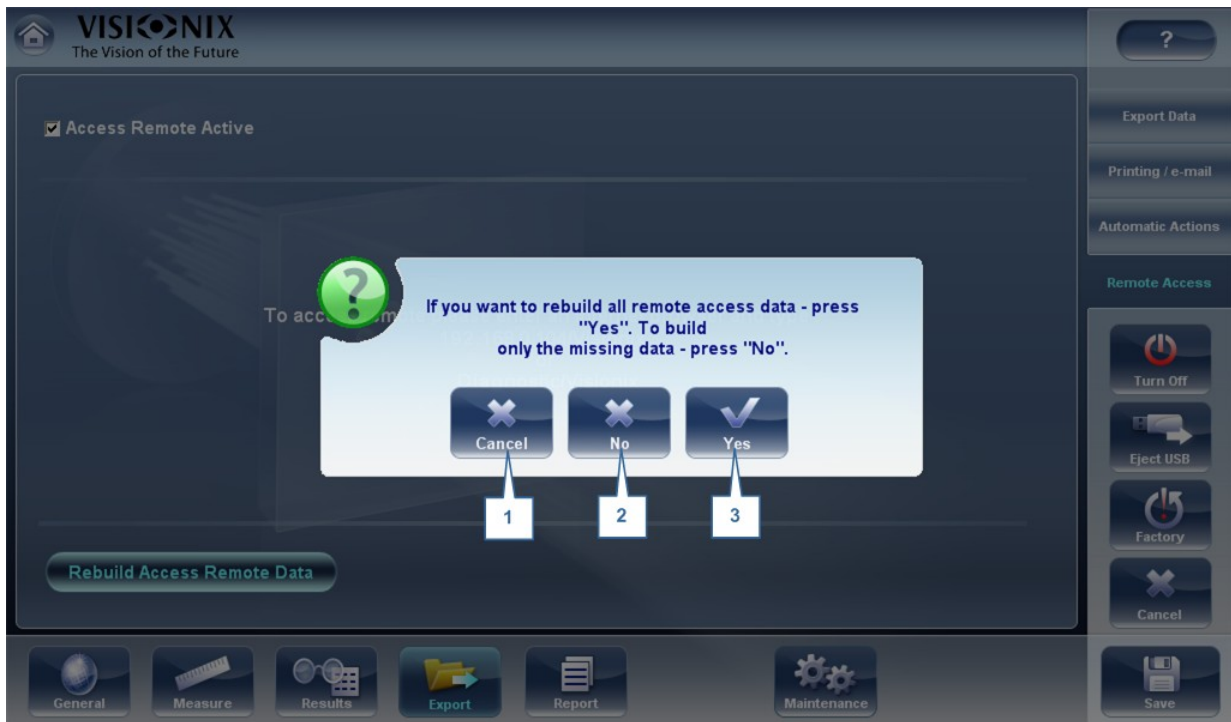 VISIONIX
The Vision of the Future
?
Access Remote Active
Export Data
Printing / e-mail
Automatic Actions
Remote Access
To acc
?
If you want to rebuild all remote access data - press
"Yes". To build
only the missing data - press "No".
Cancel
No
Yes
1
2
3
Turn Off
Eject USB
Factory
Cancel
Rebuild Access Remote Data
General
Measure
Results
Export
Report
Maintenance
Save